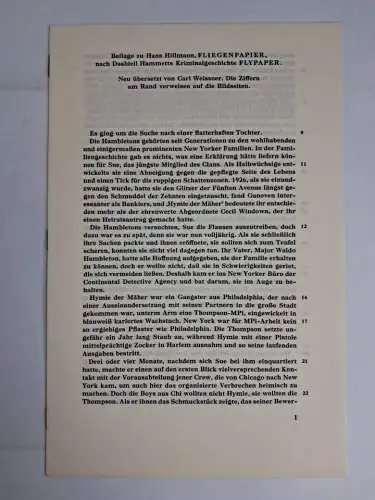 Beilage zu Hans Hillmann, FLIEGENPAPIER,
nach Dashiell Hammetts Kriminalgeschichte FLYPAPER.
Neu übersetzt von Carl Weissner. Die Ziffern
am Rand verweisen auf die Bildseiten.
Es ging um die Suche nach einer flatterhaften Tochter. 9
Die Hambletons gehörten seit Generationen zu den wohlhabenden
und einigermaßen prominenten New Yorker Familien. In der Fami-
liengeschichte gab es nichts, was eine Erklärung hätte liefern kön-
nen für Sue, das jüngste Mitglied des Clans. Als Halbwüchsige ent- 11
wickelte sie eine Abneigung gegen die gepflegte Seite des Lebens
und einen Tick für die ruppigen Schattenzonen. 1926, als sie einund-
zwanzig wurde, hatte sie den Glitzer der Fünften Avenue längst ge-
gen den Schmuddel der Zehnten eingetauscht, fand Ganoven inter-
essanter als Bankiers, und ‚Hymie der Mäher' bedeutete ihr entschie-
den mehr als der ehrenwerte Abgeordnete Cecil Windown, der ihr
einen Heiratsantrag gemacht hatte.
Die Hambletons versuchten, Sue die Flausen auszutreiben, doch 12
dann war es zu spät, denn sie war nun volljährig. Als sie schließlich
ihre Sachen packte und ihnen eröffnete, sie sollten sich zum Teufel
scheren, konnten sie nicht viel dagegen tun. Ihr Vater, Major Waldo
Hambleton, hatte alle Hoffnung aufgegeben, sie der Familie erhalten
zu können, doch er wollte nicht, daß sie in Schwierigkeiten geriet,
die sich vermeiden ließen. Deshalb kam er ins New Yorker Büro der
Continental Detective Agency und bat darum, sie im Auge zu be-
halten.
Hymie der Mäher war ein Gangster aus Philadelphia, der nach 16
einer Auseinandersetzung mit seinen Partnern in die große Stadt
gekommen war, unterm Arm eine Thompson-MPi, eingewickelt in
blauweiß kariertes Wachstuch. New York war für MPi-Arbeit kein 17
so ergiebiges Pflaster wie Philadelphia. Die Thompson setzte un-
gefähr ein Jahr lang Staub an, während Hymie mit einer Pistole
mittelprächtige Zocker in Harlem ausnahm und so seine laufenden
Ausgaben bestritt.
Drei oder vier Monate, nachdem sich Sue bei ihm einquartiert 21
hatte, machte er einen auf den ersten Blick vielversprechenden Kon-
takt mit der Vorausabteilung jener Crew, die von Chicago nach New
York kam, um auch hier das organisierte Verbrechen heimisch zu
machen. Doch die Boys aus Chi wollten nicht Hymie, sie wollten die 22
Thompson. Als er ihnen das Schmuckstück zeigte, das seiner Bewer-
1